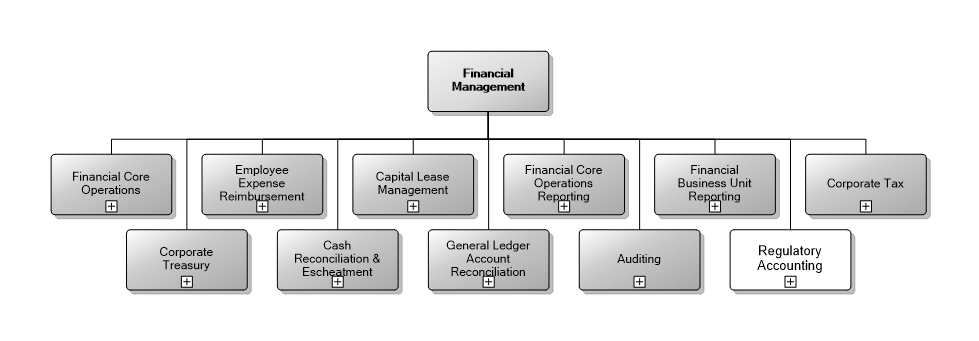 Financial
Management
Financial Core
Operations
Employee
Expense
Reimbursement
Capital Lease
Management
Financial Core
Operations
Reporting
Financial
Business Unit
Reporting
Corporate Tax
Corporate
Treasury
Cash
Reconciliation &
Escheatment
General Ledger
Account
Reconciliation
Auditing
Regulatory
Accounting